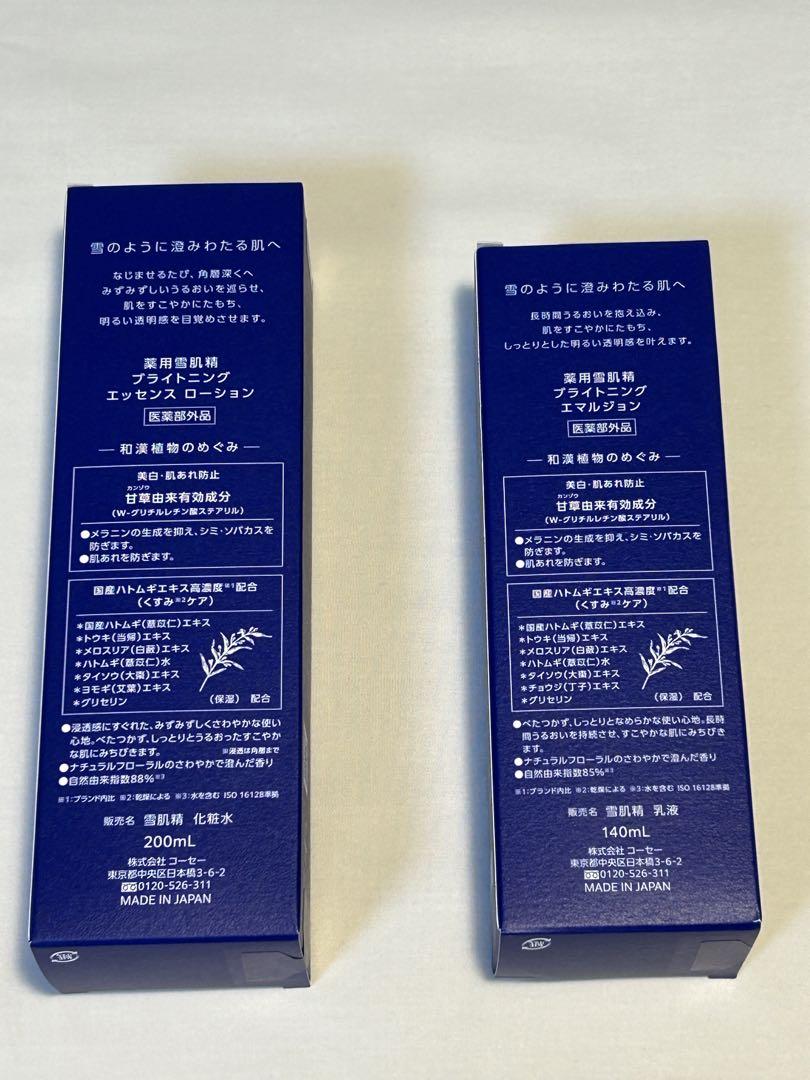 雪のように澄みわたる肌へ
なじませるたび、角層深くへ
みずみずしいうるおいを巡らせ、
肌をすこやかにたもち、
明るい透明感を目覚めさせます。
薬用雪肌精
ブライトニング
エッセンス ローション
医薬部外品
和漢植物のめぐみ
美白・肌あれ防止
カンゾウ
甘草由来有効成分
(W-グリチルレチン酸ステアリル)
●メラニンの生成を抑え、シミ・ソバカスを
防ぎます。
●肌あれを防ぎます。
国産ハトムギエキス高濃度※1配合
(くすみ※2ケア)
＊国産ハトムギ(薏苡仁)エキス
＊トウキ(当帰)エキス
＊メロスリア(白蘞)エキス
＊ハトムギ(薏苡仁)水
＊タイソウ(大棗)エキス
＊ヨモギ(艾葉)エキス
＊グリセリン
(保湿) 配合
●浸透感にすぐれた、みずみずしくさわやかな使い
心地。べたつかず、しっとりとうるおったすこやか
な肌にみちびきます。 ※浸透は角層まで
●ナチュラルフローラルのさわやかで澄んだ香り
●自然由来指数88%※3
※1:ブランド内比 ※2:乾燥による ※3:水を含む ISO 16128準拠
販売名 雪肌精 化粧水
200mL
株式会社 コーセー
東京都中央区日本橋3-6-2
0120-526-311
MADE IN JAPAN
雪のように澄みわたる肌へ
長時間うるおいを抱え込み、
肌をすこやかにたもち、
しっとりとした明るい透明感を叶えます。
薬用雪肌精
ブライトニング
エマルジョン
医薬部外品
和漢植物のめぐみ
美白・肌あれ防止
カンゾウ
甘草由来有効成分
(W-グリチルレチン酸ステアリル)
●メラニンの生成を抑え、シミ・ソバカスを
防ぎます。
●肌あれを防ぎます。
国産ハトムギエキス高濃度※1配合
(くすみ※2ケア)
＊国産ハトムギ(薏苡仁)エキス
＊トウキ(当帰)エキス
＊メロスリア(白蘞)エキス
＊ハトムギ(薏苡仁)水
＊タイソウ(大棗)エキス
＊チョウジ(丁子)エキス
＊グリセリン
(保湿) 配合
●べたつかず、しっとりとなめらかな使い心地。長時
間うるおいを持続させ、すこやかな肌にみちびきま
す。
●ナチュラルフローラルのさわやかで澄んだ香り
●自然由来指数85%※3
※1:ブランド内比 ※2:乾燥による ※3:水を含む ISO 16128準拠
販売名 雪肌精 乳液
140mL
株式会社 コーセー
東京都中央区日本橋3-6-2
0120-526-311
MADE IN JAPAN